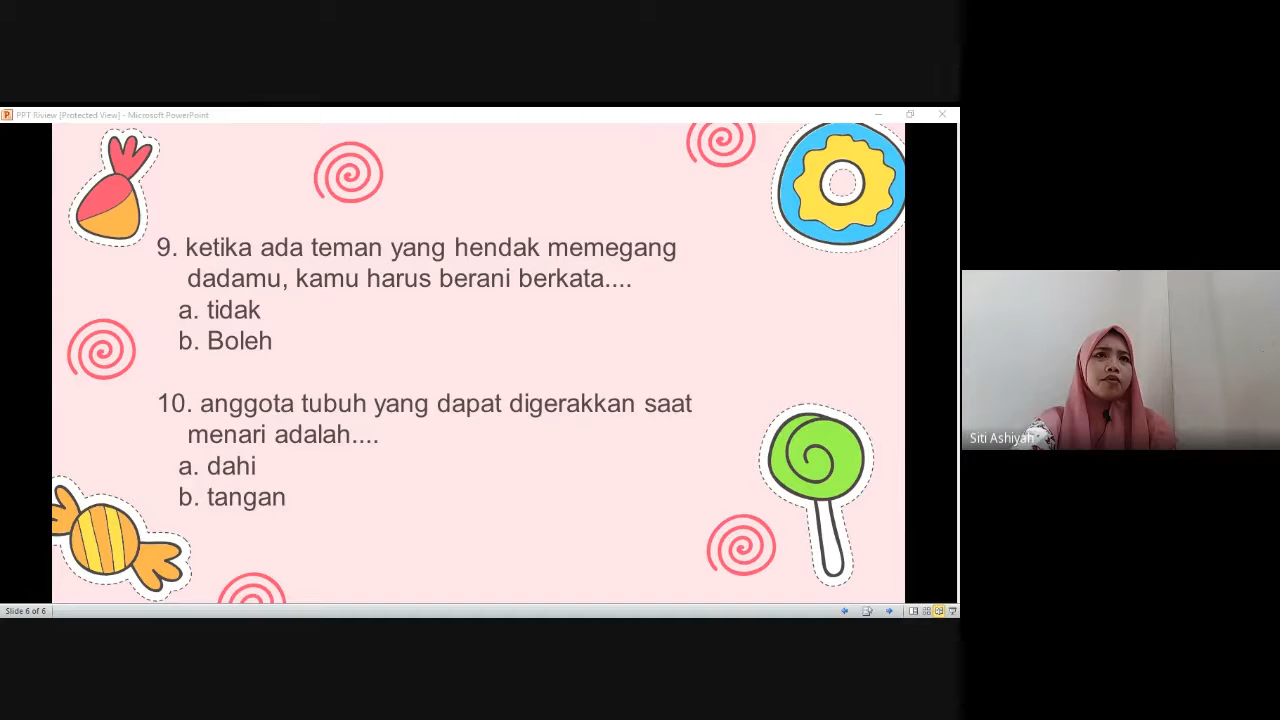 PPT Riview [Protected View] - Microsoft PowerPoint
9. ketika ada teman yang hendak memegang
dadamu, kamu harus berani berkata....
a. tidak
b. Boleh
10. anggota tubuh yang dapat digerakkan saat
menari adalah....
a. dahi
b. tangan
Slide 6 of 6
Siti Ashiyah